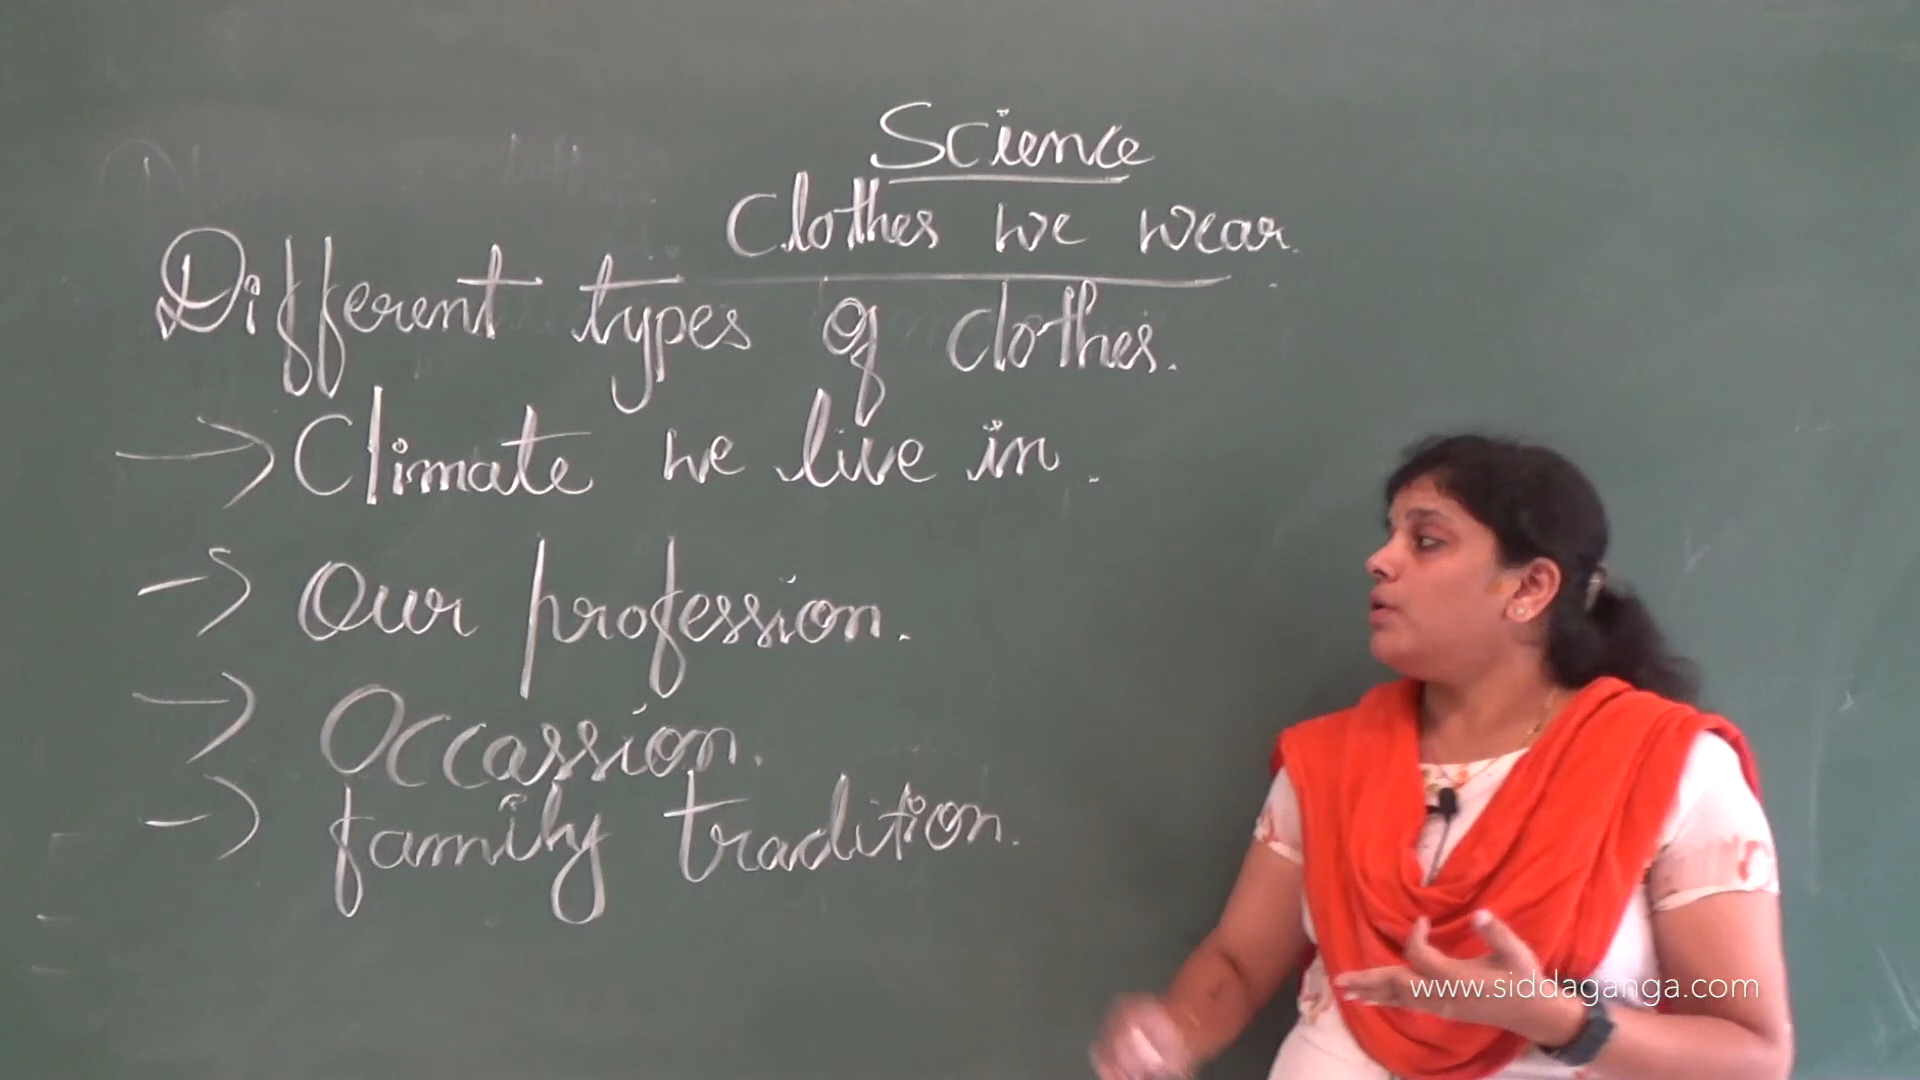 Science
Clothes we wear.
Different types of clothes.
→ Climate we live in.
→ Our profession.
→ Occassion.
→ family tradition.
www.siddaganga.com